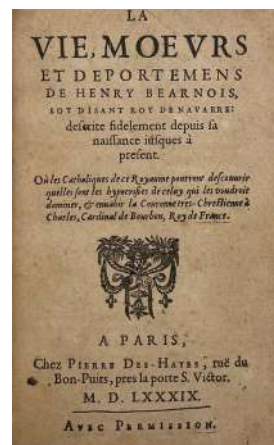 LA
VIE, MOEVRS
ET DEPORTEMENS
DE HENRY BEARNOIS,
SOY DISANT ROY DE NAVARRE:
descrite fidelement depuis sa
naissance iusques à
present.
Où les Catholiques de ce Royaume pourront descouurir
quelles sont les hypocrisies de celuy qui les voudroit
dominer, & enuahir la Couronne tres-Chrestienne à
Charles, Cardinal de Bourbon, Roy de France.
A PARIS,
Chez PIERRE DES-HAYES, ruë du
Bon-Puits, pres la porte S. Victor.
M. D. LXXXIX.
AVEC PERMISSION.